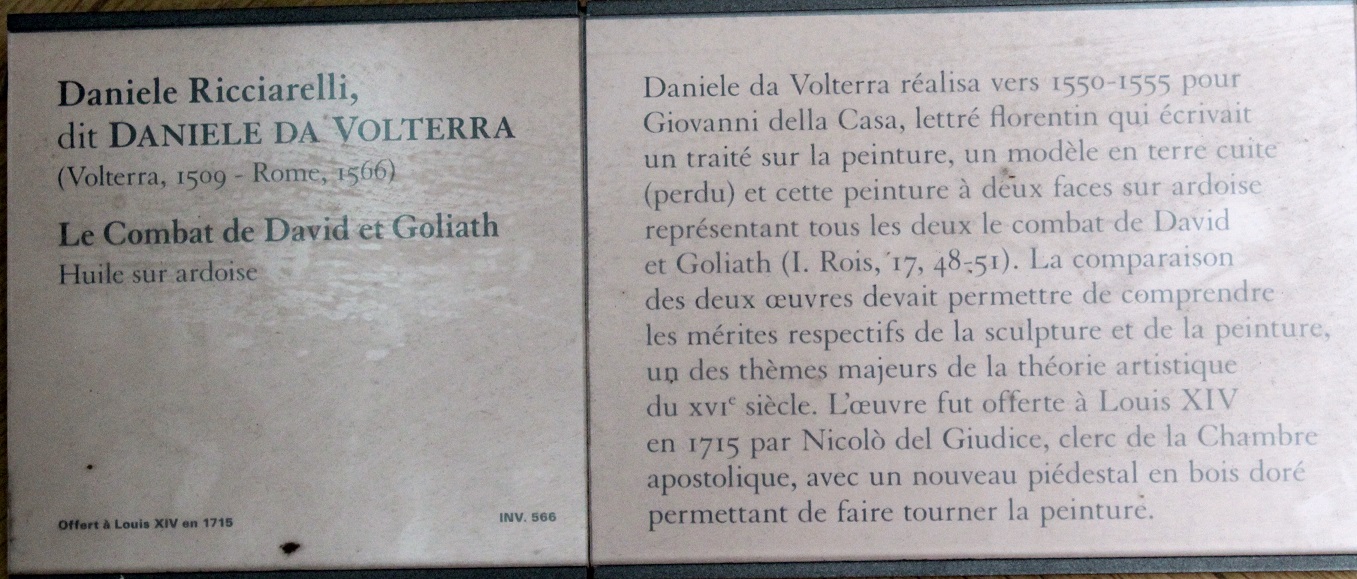 Daniele Ricciarelli,
dit DANIELE DA VOLTERRA
(Volterra, 1509 - Rome, 1566)
Le Combat de David et Goliath
Huile sur ardoise
Offert à Louis XIV en 1715
INV. 566
Daniele da Volterra réalisa vers 1550-1555 pour
Giovanni della Casa, lettré florentin qui écrivait
un traité sur la peinture, un modèle en terre cuite
(perdu) et cette peinture à deux faces sur ardoise
représentant tous les deux le combat de David
et Goliath (I. Rois, 17, 48-51). La comparaison
des deux œuvres devait permettre de comprendre
les mérites respectifs de la sculpture et de la peinture,
un des thèmes majeurs de la théorie artistique
du XVIe siècle. L'œuvre fut offerte à Louis XIV
en 1715 par Nicolò del Giudice, clerc de la Chambre
apostolique, avec un nouveau piédestal en bois doré
permettant de faire tourner la peinture.